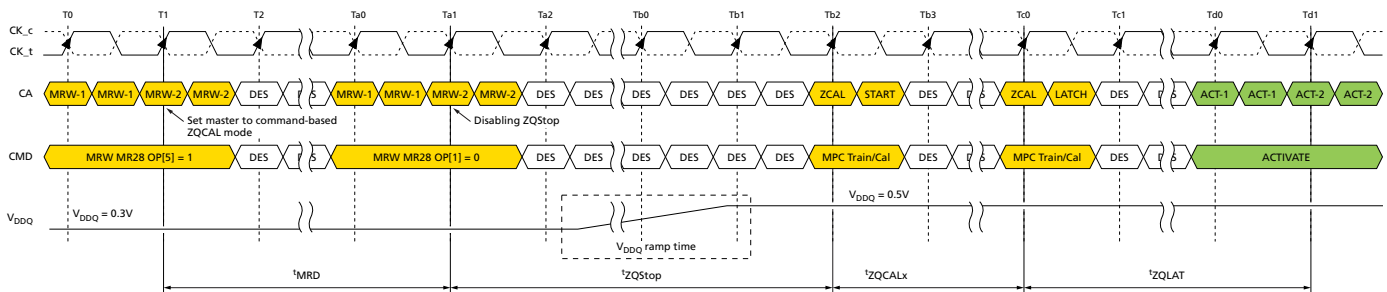 T0 T1 T2 Ta0 Ta1 Ta2 Tb0 Tb1 Tb2 Tb3 Tc0 Tc1 Td0 Td1
CK_c
CK_t
CA MRW-1 MRW-1 MRW-2 MRW-2 DES MRW-1 MRW-1 MRW-2 MRW-2 DES DES DES DES DES DES ZCAL START DES ZCAL LATCH DES ACT-1 ACT-1 ACT-2 ACT-2
Set master to command-based
ZQCAL mode
Disabling ZQStop
CMD MRW MR28 OP[5] = 1 DES MRW MR28 OP[1] = 0 DES DES DES DES DES DES MPC Train/Cal DES MPC Train/Cal DES ACTIVATE
VDDQ VDDQ = 0.3V VDDQ = 0.5V
VDDQ ramp time
tMRD tZQStop tZQCALx tZQLAT